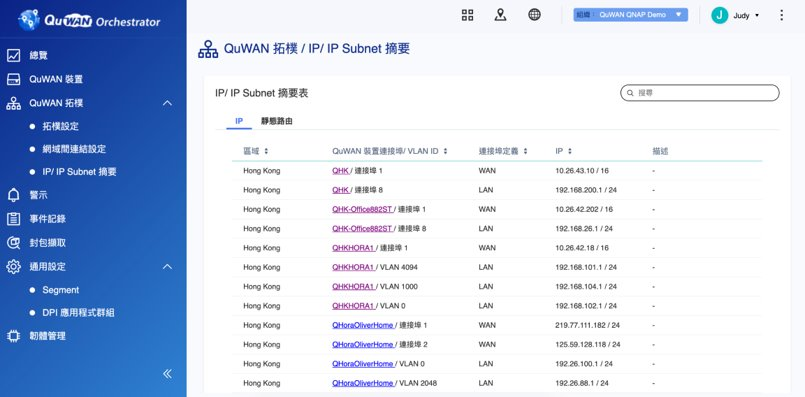 QuWAN Orchestrator
組織： QuWAN QNAP Demo ▼
J Judy ▼
總覽
QuWAN 裝置
QuWAN 拓樸
拓樸設定
網域間連結設定
IP/ IP Subnet 摘要
警示
事件記錄
封包擷取
通用設定
Segment
DPI 應用程式群組
韌體管理
QuWAN 拓樸 / IP/ IP Subnet 摘要
IP/ IP Subnet 摘要表
搜尋
IP 靜態路由
區域 QuWAN 裝置連接埠/ VLAN ID 連接埠定義 IP 描述
Hong Kong QHK / 連接埠 1 WAN 10.26.43.10 / 16 -
Hong Kong QHK / 連接埠 8 LAN 192.168.200.1 / 24 -
Hong Kong QHK-Office882ST / 連接埠 1 WAN 10.26.42.202 / 16 -
Hong Kong QHK-Office882ST / 連接埠 8 LAN 192.168.26.1 / 24 -
Hong Kong QHKHORA1 / 連接埠 1 WAN 10.26.42.18 / 16 -
Hong Kong QHKHORA1 / VLAN 4094 LAN 192.168.101.1 / 24 -
Hong Kong QHKHORA1 / VLAN 1000 LAN 192.168.104.1 / 24 -
Hong Kong QHKHORA1 / VLAN 0 LAN 192.168.102.1 / 24 -
Hong Kong QHoraOliverHome / 連接埠 1 WAN 219.77.111.182 / 24 -
Hong Kong QHoraOliverHome / 連接埠 2 WAN 125.59.128.118 / 24 -
Hong Kong QHoraOliverHome / VLAN 0 LAN 192.26.100.1 / 24 -
Hong Kong QHoraOliverHome / VLAN 2048 LAN 192.26.88.1 / 24 -